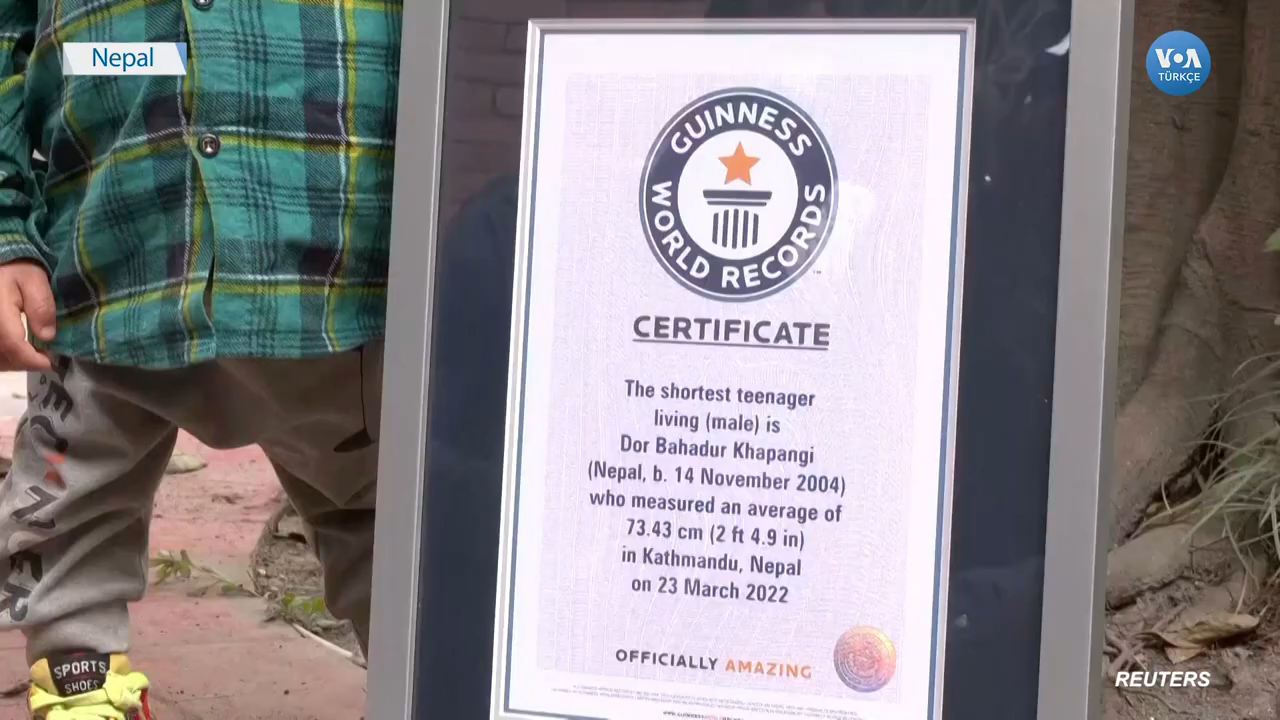 Nepal
VOA
TÜRKÇE
GUINNESS
WORLD RECORDS
CERTIFICATE
The shortest teenager
living (male) is
Dor Bahadur Khapangi
(Nepal, b. 14 November 2004)
who measured an average of
73.43 cm (2 ft 4.9 in)
in Kathmandu, Nepal
on 23 March 2022
OFFICIALLY AMAZING
SPORTS
SHOES
REUTERS